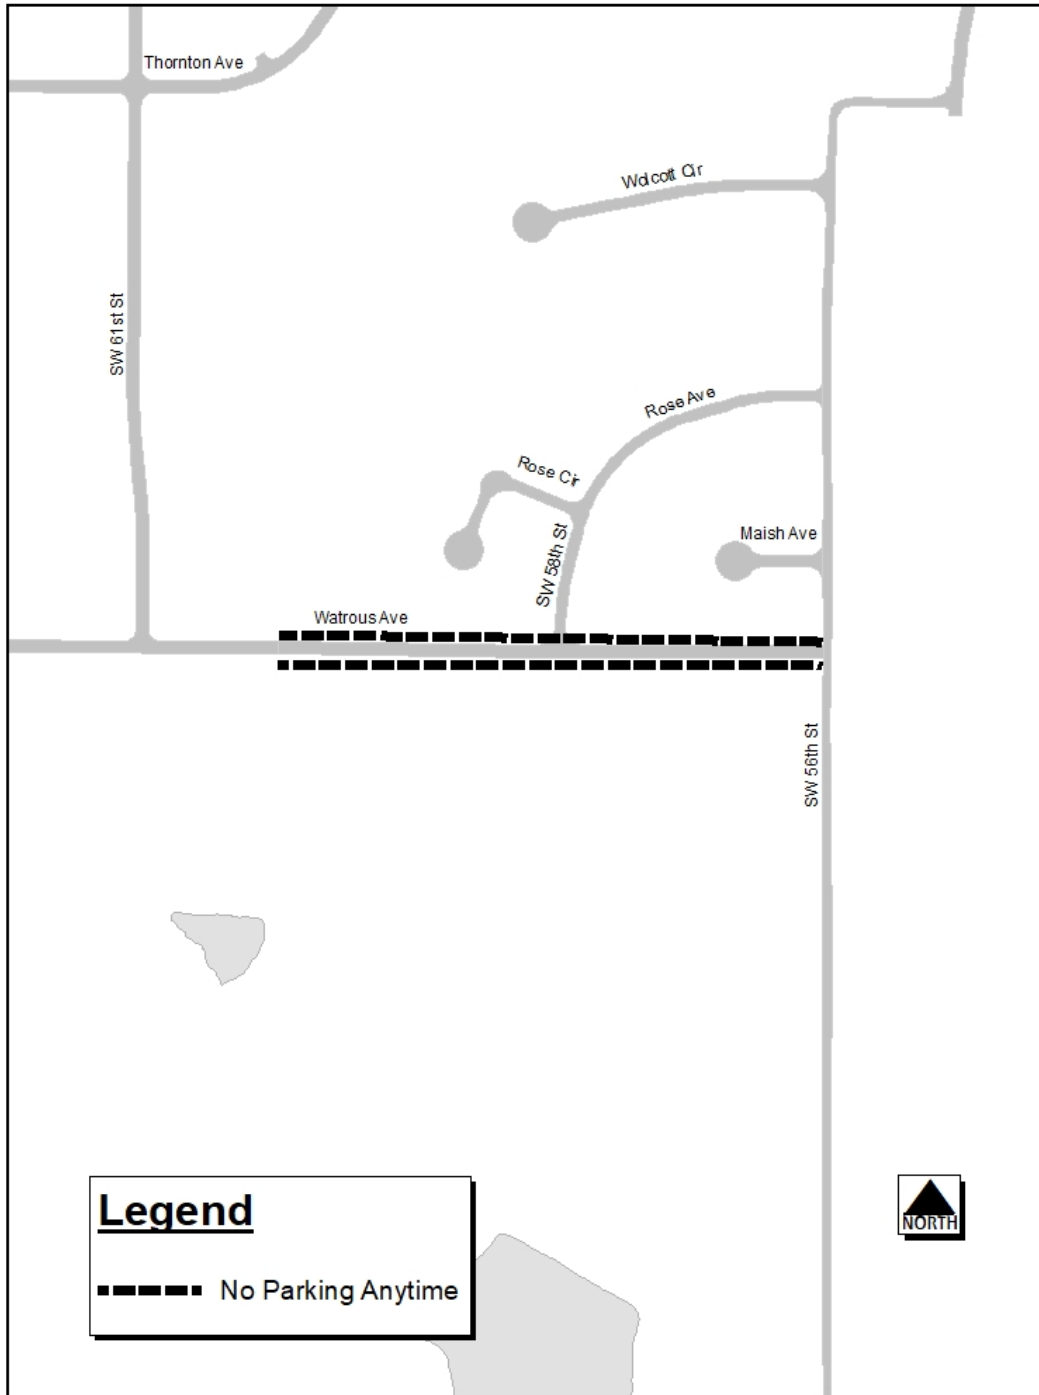 Thornton Ave
Wolcott Cir
SW 61st St
Rose Ave
Rose Cir
SW 58th St
Maish Ave
Watrous Ave
SW 56th St
Legend
No Parking Anytime
NORTH